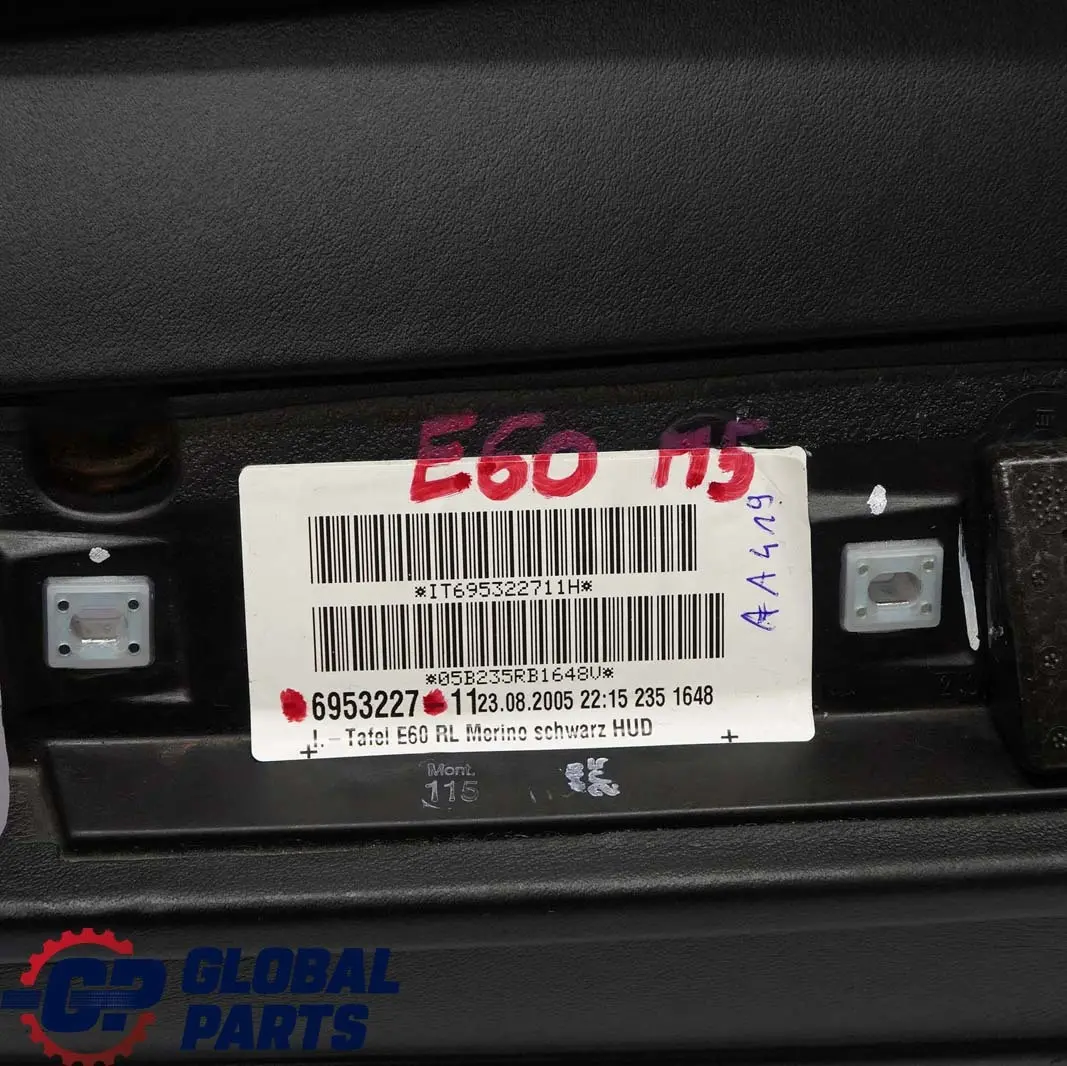 E60 M5
*IT695322711H*
AA419
*05B235RB1648V*
6953227 11 23.08.2005 22:15 235 1648
I.-Tafel E60 RL Merino schwarz HUD
Mont.
115
GP GLOBAL
PARTS